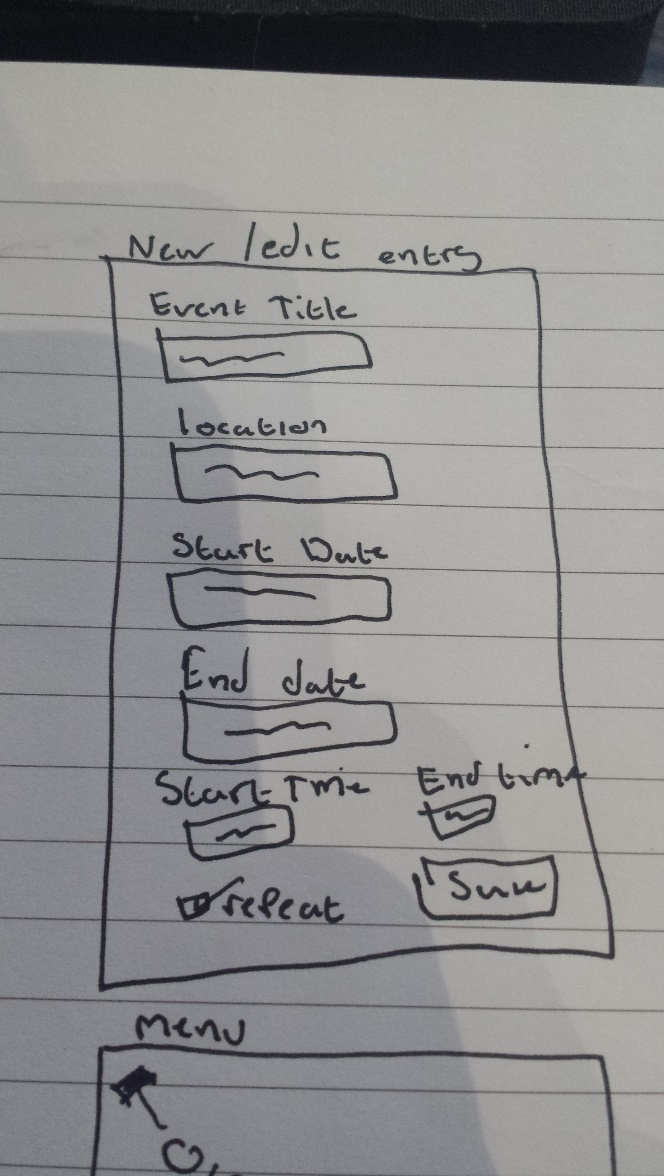 New /edit entry
Event Title
location
Start Date
End date
Start Time End time
repeat Save
Menu